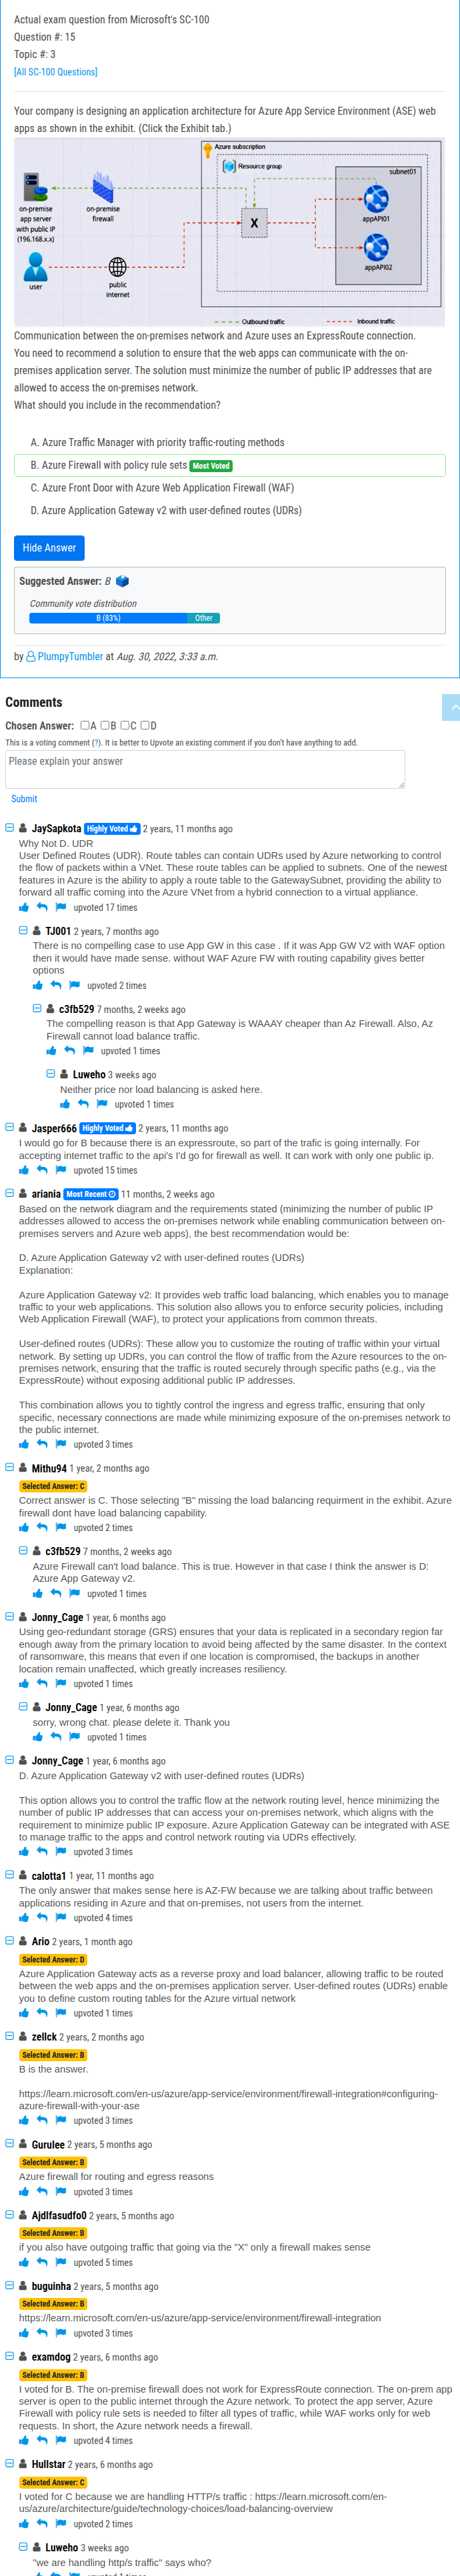 Actual exam question from Microsoft's SC-100
Question #: 15
Topic #: 3
[All SC-100 Questions]
Your company is designing an application architecture for Azure App Service Environment (ASE) web
apps as shown in the exhibit. (Click the Exhibit tab.)
Azure subscription
Resource group
subnet01
on-premise
app server
with public IP
(196.168.x.x)
on-premise
firewall
X
appAPI01
appAPI02
user
public
internet
Outbound traffic
Inbound traffic
Communication between the on-premises network and Azure uses an ExpressRoute connection.
You need to recommend a solution to ensure that the web apps can communicate with the on-
premises application server. The solution must minimize the number of public IP addresses that are
allowed to access the on-premises network.
What should you include in the recommendation?
A. Azure Traffic Manager with priority traffic-routing methods
B. Azure Firewall with policy rule sets Most Voted
C. Azure Front Door with Azure Web Application Firewall (WAF)
D. Azure Application Gateway v2 with user-defined routes (UDRs)
Hide Answer
Suggested Answer: B
Community vote distribution
B (83%) Other
by PlumpyTumbler at Aug. 30, 2022, 3:33 a.m.
Comments
Chosen Answer: A B C D
This is a voting comment (?). It is better to Upvote an existing comment if you don't have anything to add.
Please explain your answer
Submit
JaySapkota Highly Voted 2 years, 11 months ago
Why Not D. UDR
User Defined Routes (UDR). Route tables can contain UDRs used by Azure networking to control
the flow of packets within a VNet. These route tables can be applied to subnets. One of the newest
features in Azure is the ability to apply a route table to the GatewaySubnet, providing the ability to
forward all traffic coming into the Azure VNet from a hybrid connection to a virtual appliance.
upvoted 17 times
TJ001 2 years, 7 months ago
There is no compelling case to use App GW in this case . If it was App GW V2 with WAF option
then it would have made sense. without WAF Azure FW with routing capability gives better
options
upvoted 2 times
c3fb529 7 months, 2 weeks ago
The compelling reason is that App Gateway is WAAAY cheaper than Az Firewall. Also, Az
Firewall cannot load balance traffic.
upvoted 1 times
Luweho 3 weeks ago
Neither price nor load balancing is asked here.
upvoted 1 times
Jasper666 Highly Voted 2 years, 11 months ago
I would go for B because there is an expressroute, so part of the trafic is going internally. For
accepting internet traffic to the api's I'd go for firewall as well. It can work with only one public ip.
upvoted 15 times
ariania Most Recent 11 months, 2 weeks ago
Based on the network diagram and the requirements stated (minimizing the number of public IP
addresses allowed to access the on-premises network while enabling communication between on-
premises servers and Azure web apps), the best recommendation would be:
D. Azure Application Gateway v2 with user-defined routes (UDRs)
Explanation:
Azure Application Gateway v2: It provides web traffic load balancing, which enables you to manage
traffic to your web applications. This solution also allows you to enforce security policies, including
Web Application Firewall (WAF), to protect your applications from common threats.
User-defined routes (UDRs): These allow you to customize the routing of traffic within your virtual
network. By setting up UDRs, you can control the flow of traffic from the Azure resources to the on-
premises network, ensuring that the traffic is routed securely through specific paths (e.g., via the
ExpressRoute) without exposing additional public IP addresses.
This combination allows you to tightly control the ingress and egress traffic, ensuring that only
specific, necessary connections are made while minimizing exposure of the on-premises network to
the public internet.
upvoted 3 times
Mithu94 1 year, 2 months ago
Selected Answer: C
Correct answer is C. Those selecting "B" missing the load balancing requirment in the exhibit. Azure
firewall dont have load balancing capability.
upvoted 2 times
c3fb529 7 months, 2 weeks ago
Azure Firewall can't load balance. This is true. However in that case I think the answer is D:
Azure App Gateway v2.
upvoted 1 times
Jonny_Cage 1 year, 6 months ago
Using geo-redundant storage (GRS) ensures that your data is replicated in a secondary region far
enough away from the primary location to avoid being affected by the same disaster. In the context
of ransomware, this means that even if one location is compromised, the backups in another
location remain unaffected, which greatly increases resiliency.
upvoted 1 times
Jonny_Cage 1 year, 6 months ago
sorry, wrong chat. please delete it. Thank you
upvoted 1 times
Jonny_Cage 1 year, 6 months ago
D. Azure Application Gateway v2 with user-defined routes (UDRs)
This option allows you to control the traffic flow at the network routing level, hence minimizing the
number of public IP addresses that can access your on-premises network, which aligns with the
requirement to minimize public IP exposure. Azure Application Gateway can be integrated with ASE
to manage traffic to the apps and control network routing via UDRs effectively.
upvoted 3 times
calotta1 1 year, 11 months ago
The only answer that makes sense here is AZ-FW because we are talking about traffic between
applications residing in Azure and that on-premises, not users from the internet.
upvoted 4 times
Ario 2 years, 1 month ago
Selected Answer: D
Azure Application Gateway acts as a reverse proxy and load balancer, allowing traffic to be routed
between the web apps and the on-premises application server. User-defined routes (UDRs) enable
you to define custom routing tables for the Azure virtual network
upvoted 1 times
zellck 2 years, 2 months ago
Selected Answer: B
B is the answer.
https://learn.microsoft.com/en-us/azure/app-service/environment/firewall-integration#configuring-
azure-firewall-with-your-ase
upvoted 3 times
Gurulee 2 years, 5 months ago
Selected Answer: B
Azure firewall for routing and egress reasons
upvoted 3 times
Ajdlfasudfo0 2 years, 5 months ago
Selected Answer: B
if you also have outgoing traffic that going via the "X" only a firewall makes sense
upvoted 5 times
buguinha 2 years, 5 months ago
Selected Answer: B
https://learn.microsoft.com/en-us/azure/app-service/environment/firewall-integration
upvoted 3 times
examdog 2 years, 6 months ago
Selected Answer: B
I voted for B. The on-premise firewall does not work for ExpressRoute connection. The on-prem app
server is open to the public internet through the Azure network. To protect the app server, Azure
Firewall with policy rule sets is needed to filter all types of traffic, while WAF works only for web
requests. In short, the Azure network needs a firewall.
upvoted 4 times
Hullstar 2 years, 6 months ago
Selected Answer: C
I voted for C because we are handling HTTP/s traffic : https://learn.microsoft.com/en-
us/azure/architecture/guide/technology-choices/load-balancing-overview
upvoted 2 times
Luweho 3 weeks ago
"we are handling http/s traffic" says who?